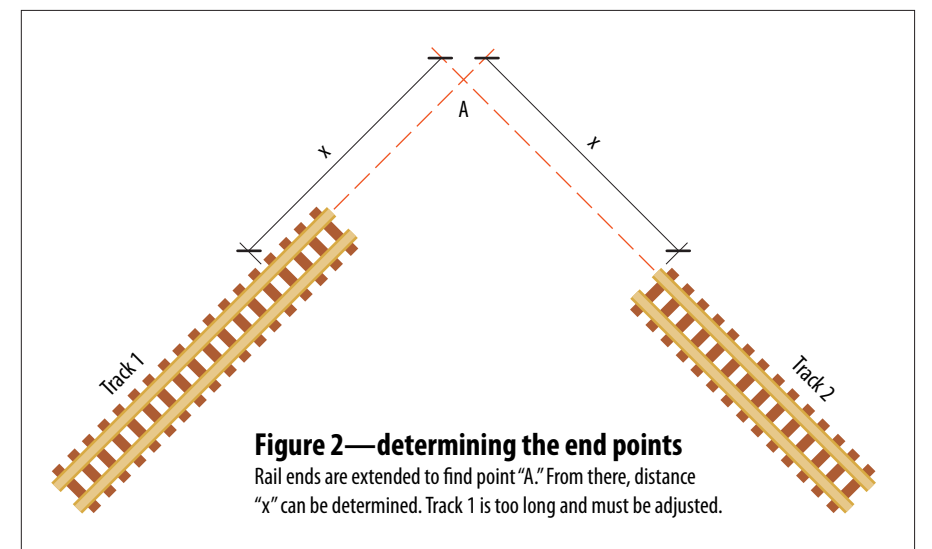 A
x
x
Track 1
Track 2
Figure 2—determining the end points
Rail ends are extended to find point “A.” From there, distance
“x” can be determined. Track 1 is too long and must be adjusted.